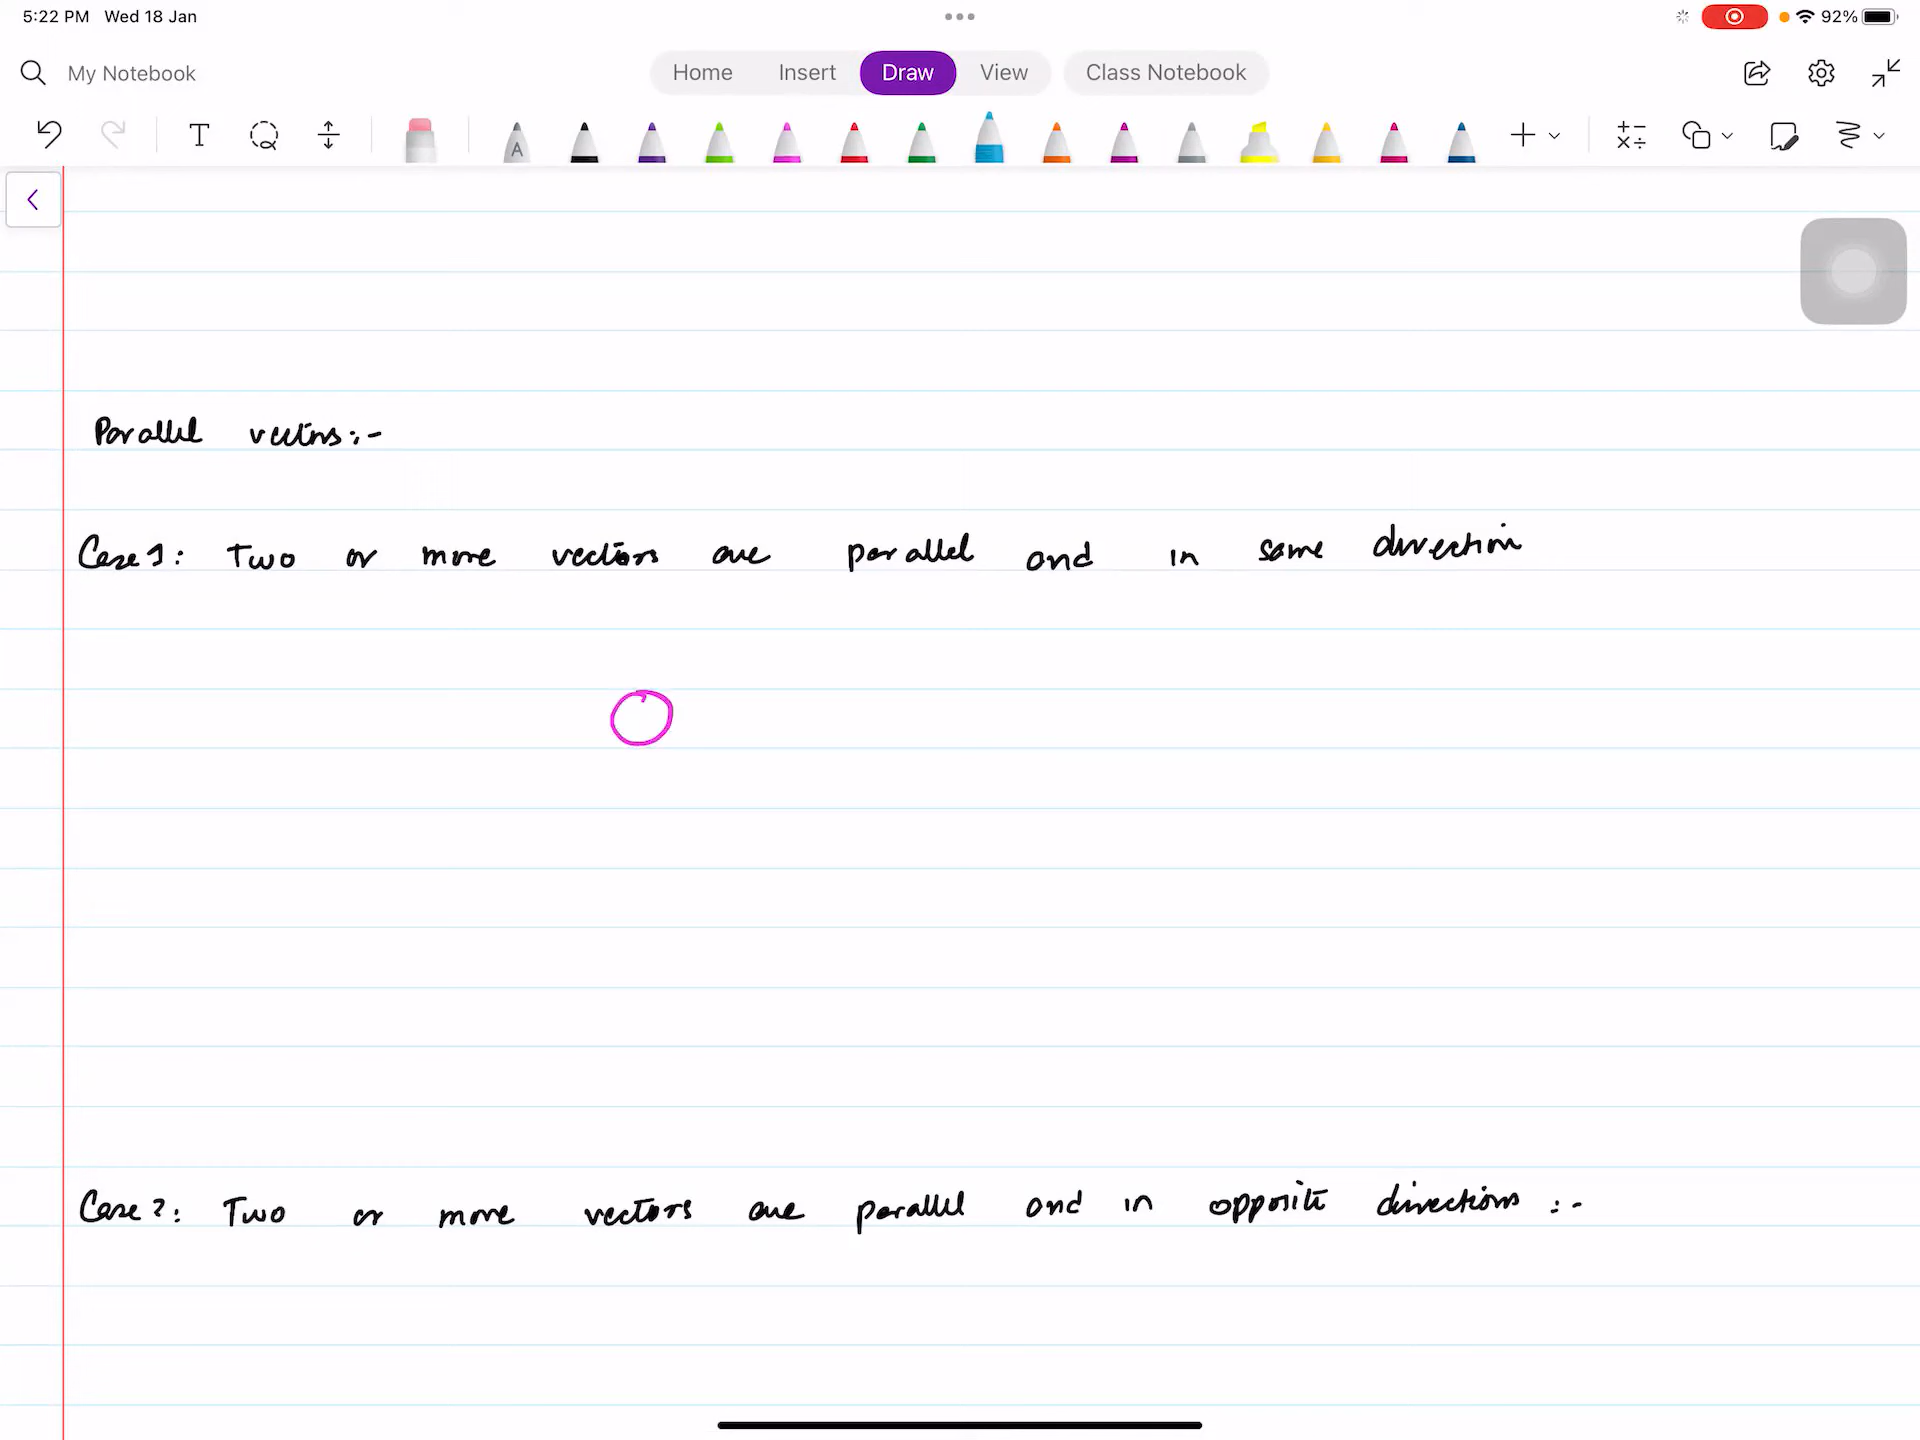 5:22 PM Wed 18 Jan
92%
My Notebook
Home Insert Draw View Class Notebook
T
A
Parallel vectors:-
Case 1: Two or more vectors are parallel and in same direction
Case 2: Two or more vectors are parallel and in opposite directions :-